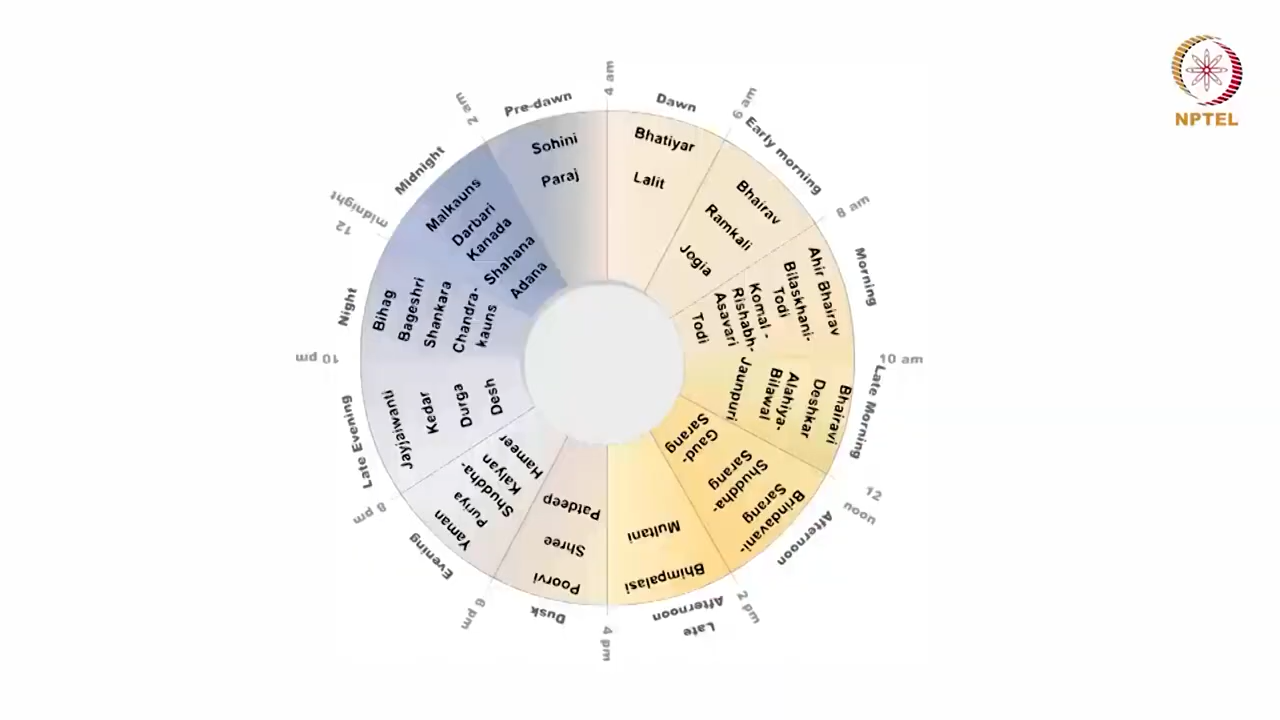 4 am
Dawn
Bhatiyar
Lalit
6 am
Early morning
Bhairav
Ramkali
Jogia
8 am
Morning
Ahir Bhairav
Bilaskhani-
Todi
Komal -
Rishabh-
Asavari
Todi
10 am
Late Morning
Bhairavi
Deshkar
Alahiya-
Bilawal
Jaunpuri
12
noon
Afternoon
Brindavani-
Sarang
Shuddha-
Sarang
Gaud-
Sarang
2 pm
Late
Afternoon
Bhimpalasi
Multani
4 pm
Dusk
Poorvi
Shree
Patdeep
6 pm
Evening
Yaman
Puriya
Shuddha-
Kalyan
Hameer
8 pm
Late Evening
Jayjaiwanti
Kedar
Durga
Desh
10 pm
Night
Bihag
Bageshri
Shankara
Chandra-
kauns
12
midnight
Midnight
Malkauns
Darbari
Kanada
Shahana
Adana
2 am
Pre-dawn
Sohini
Paraj
NPTEL